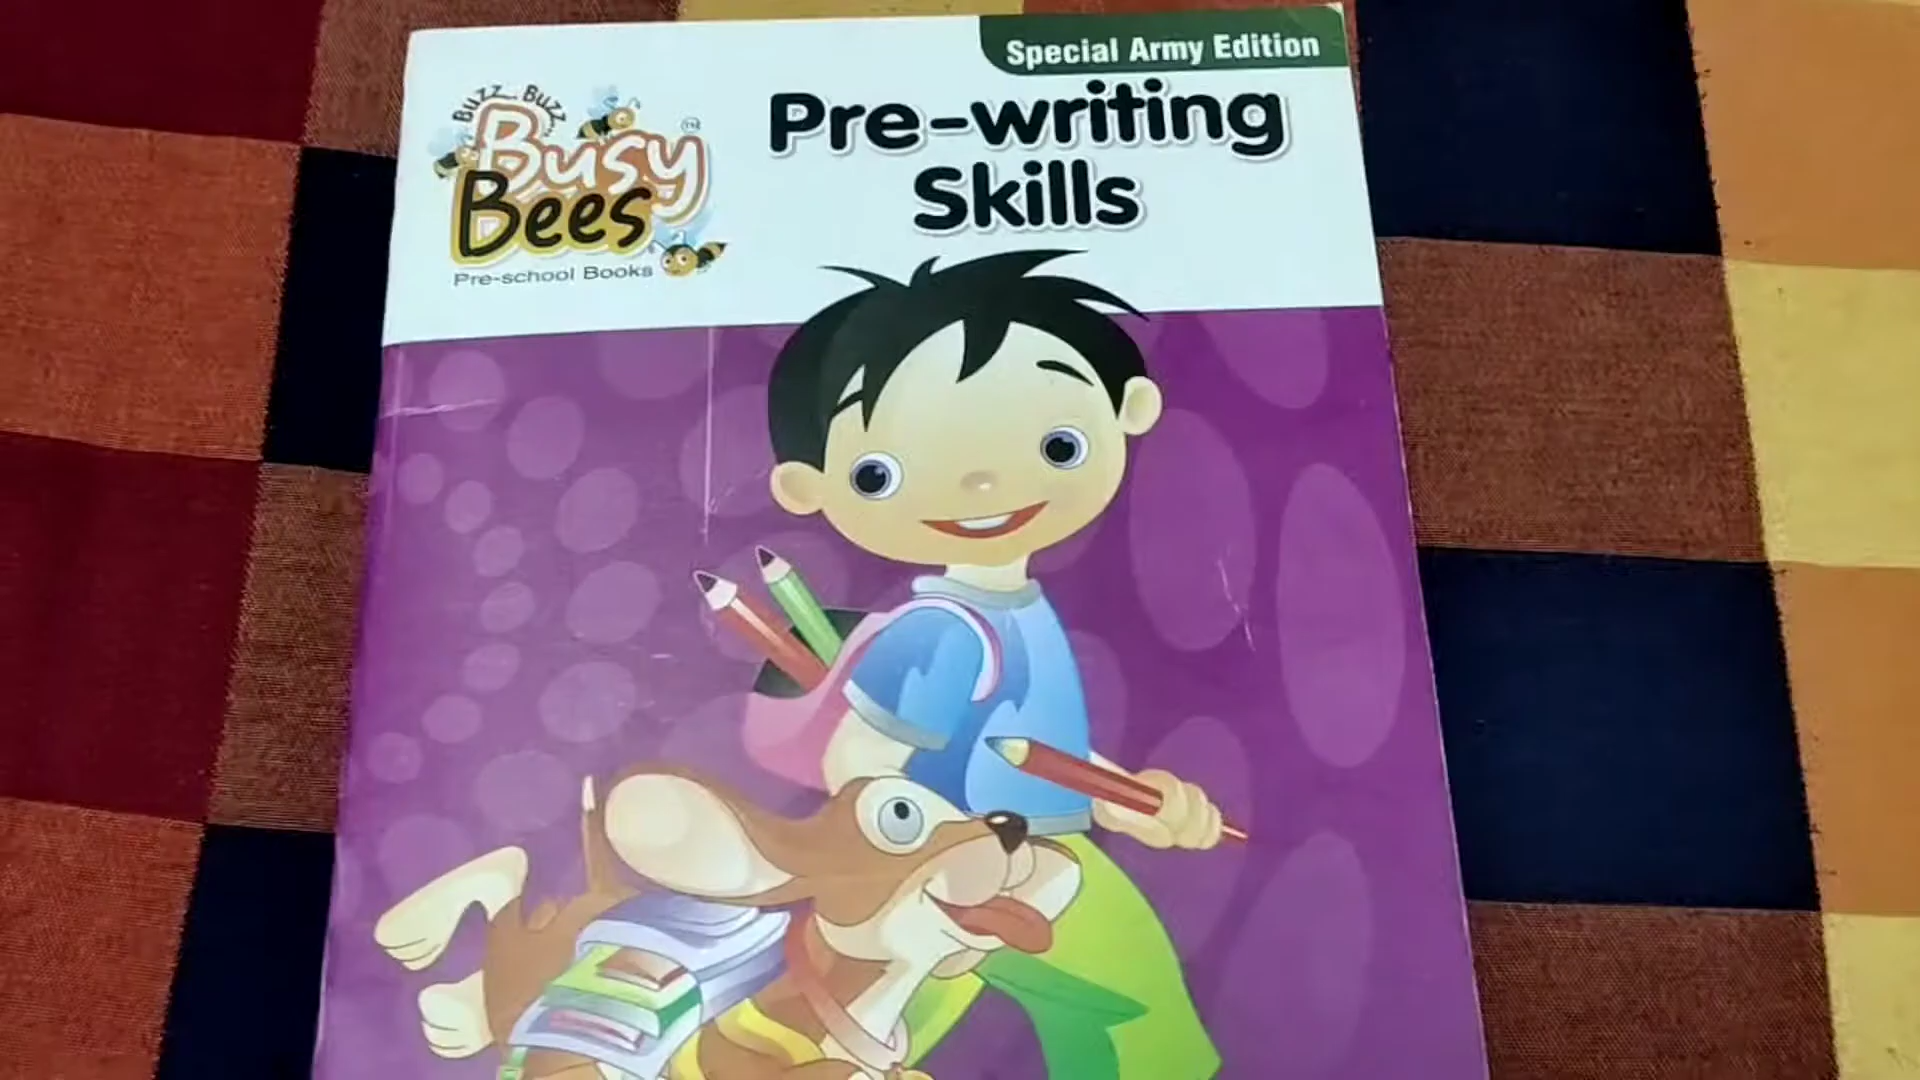 Special Army Edition
Buzz.. Buzz..
Busy
Bees
TM
Pre-school Books
Pre-writing
Skills